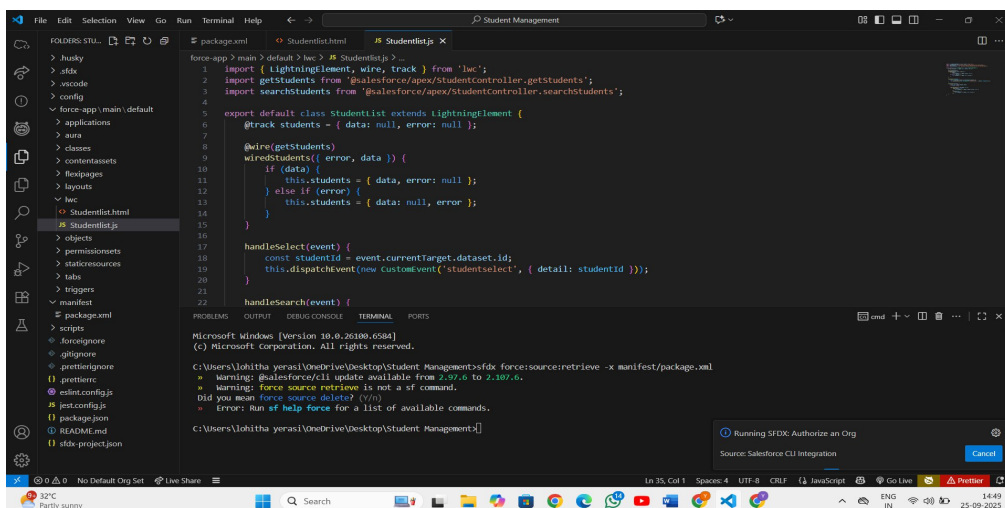 File Edit Selection View Go Run Terminal Help
Student Management
FOLDERS: STU...
> .husky
> .sfdx
> .vscode
> config
force-app \ main \ default
> applications
> aura
> classes
> contentassets
> flexipages
> layouts
lwc
<> Studentlist.html
JS Studentlist.js
> objects
> permissionsets
> staticresources
> tabs
> triggers
manifest
package.xml
> scripts
.forceignore
.gitignore
.prettierignore
{} .prettierrc
eslint.config.js
JS jest.config.js
{} package.json
README.md
{} sfdx-project.json
package.xml <> Studentlist.html JS Studentlist.js ×
force-app > main > default > lwc > JS Studentlist.js > ...
1 import { LightningElement, wire, track } from 'lwc';
2 import getStudents from '@salesforce/apex/StudentController.getStudents';
3 import searchStudents from '@salesforce/apex/StudentController.searchStudents';
4
5 export default class StudentList extends LightningElement {
6 @track students = { data: null, error: null };
7
8 @wire(getStudents)
9 wiredStudents({ error, data }) {
10 if (data) {
11 this.students = { data, error: null };
12 } else if (error) {
13 this.students = { data: null, error };
14 }
15 }
16
17 handleSelect(event) {
18 const studentId = event.currentTarget.dataset.id;
19 this.dispatchEvent(new CustomEvent('studentselect', { detail: studentId }));
20 }
21
22 handleSearch(event) {
PROBLEMS OUTPUT DEBUG CONSOLE TERMINAL PORTS
cmd
Microsoft Windows [Version 10.0.26100.6584]
(c) Microsoft Corporation. All rights reserved.
C:\Users\lohitha yerasi\OneDrive\Desktop\Student Management>sfdx force:source:retrieve -x manifest/package.xml
» Warning: @salesforce/cli update available from 2.97.6 to 2.107.6.
» Warning: force source retrieve is not a sf command.
Did you mean force source delete? (Y/n)
» Error: Run sf help force for a list of available commands.
C:\Users\lohitha yerasi\OneDrive\Desktop\Student Management>
Running SFDX: Authorize an Org
Source: Salesforce CLI Integration
Cancel
0 0 No Default Org Set Live Share
Ln 35, Col 1 Spaces: 4 UTF-8 CRLF {} JavaScript Go Live Prettier
32°C
Partly sunny
Search
ENG
IN
14:49
25-09-2025